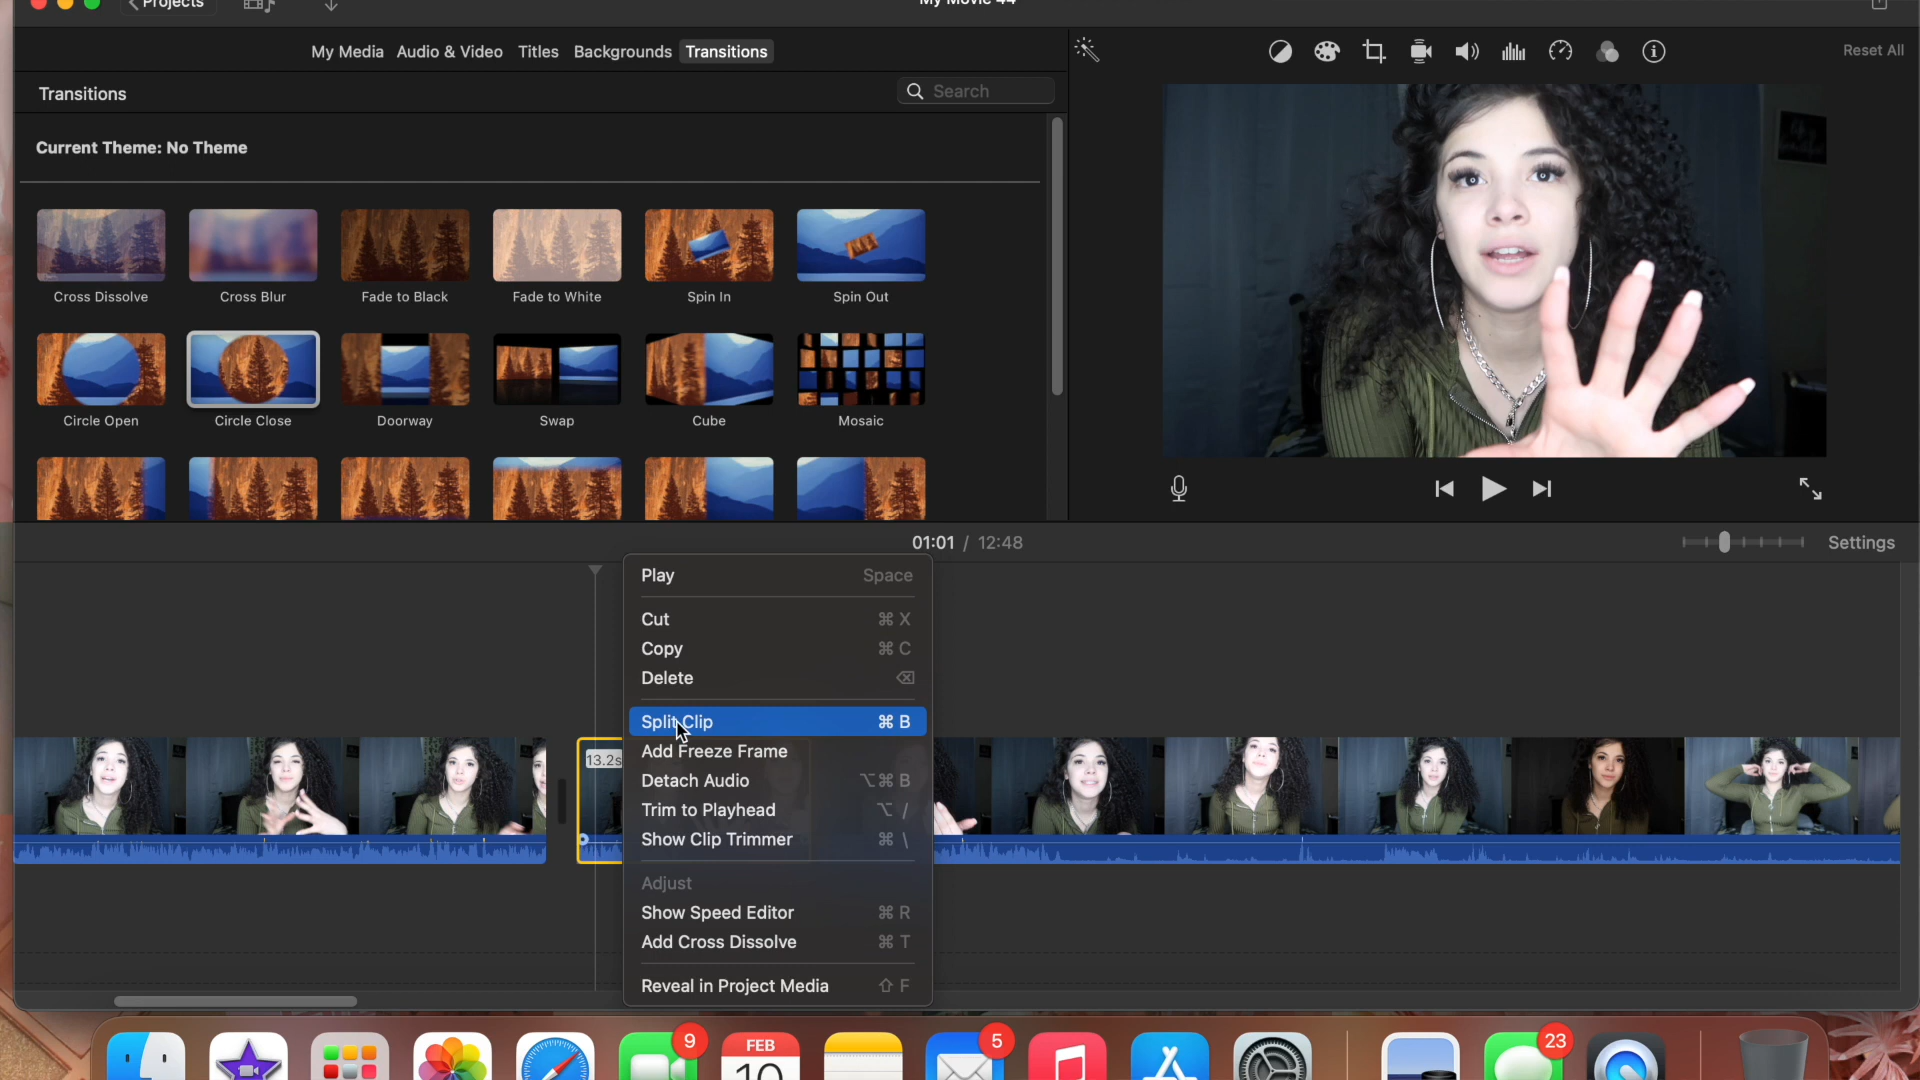 Projects
My Movie 44
My Media Audio & Video Titles Backgrounds Transitions
Reset All
Transitions
Search
Current Theme: No Theme
Cross Dissolve Cross Blur Fade to Black Fade to White Spin In Spin Out
Circle Open Circle Close Doorway Swap Cube Mosaic
01:01 / 12:48
Settings
Play Space
Cut ⌘ X
Copy ⌘ C
Delete ⌫
Split Clip ⌘ B
Add Freeze Frame
Detach Audio ⌥⌘ B
Trim to Playhead ⌥ /
Show Clip Trimmer ⌘ \
Adjust
Show Speed Editor ⌘ R
Add Cross Dissolve ⌘ T
Reveal in Project Media ⇧ F
13.2s
9
FEB
10
5
23